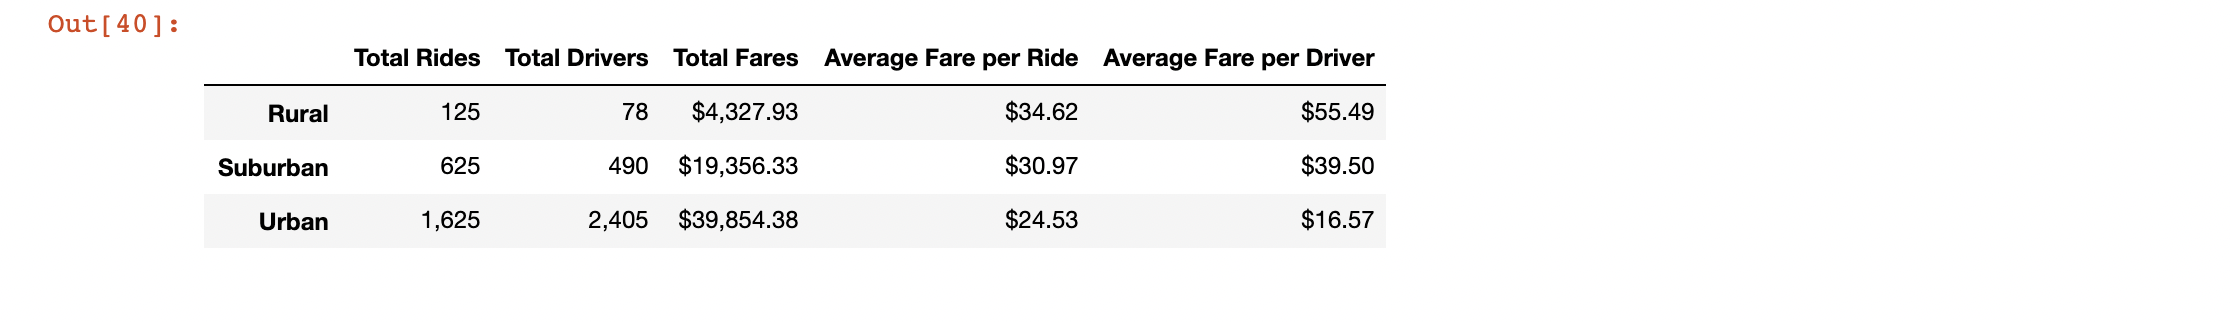 Out[40]:
Total Rides Total Drivers Total Fares Average Fare per Ride Average Fare per Driver
Rural 125 78 $4,327.93 $34.62 $55.49
Suburban 625 490 $19,356.33 $30.97 $39.50
Urban 1,625 2,405 $39,854.38 $24.53 $16.57